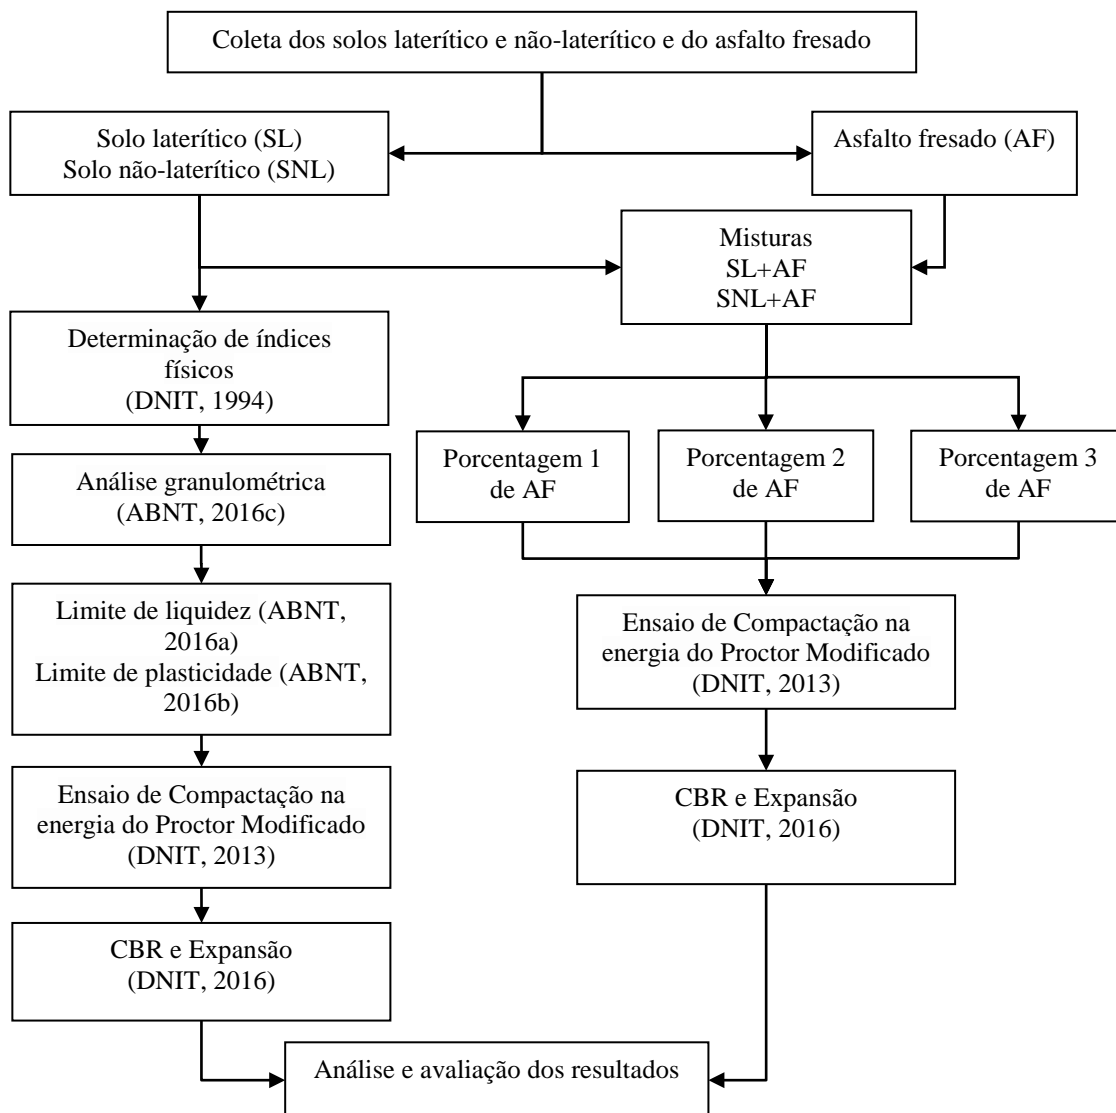 Coleta dos solos laterítico e não-laterítico e do asfalto fresado
Solo laterítico (SL)
Solo não-laterítico (SNL)
Asfalto fresado (AF)
Misturas
SL+AF
SNL+AF
Determinação de índices
físicos
(DNIT, 1994)
Porcentagem 1
de AF
Porcentagem 2
de AF
Porcentagem 3
de AF
Análise granulométrica
(ABNT, 2016c)
Limite de liquidez (ABNT,
2016a)
Limite de plasticidade (ABNT,
2016b)
Ensaio de Compactação na
energia do Proctor Modificado
(DNIT, 2013)
Ensaio de Compactação na
energia do Proctor Modificado
(DNIT, 2013)
CBR e Expansão
(DNIT, 2016)
CBR e Expansão
(DNIT, 2016)
Análise e avaliação dos resultados